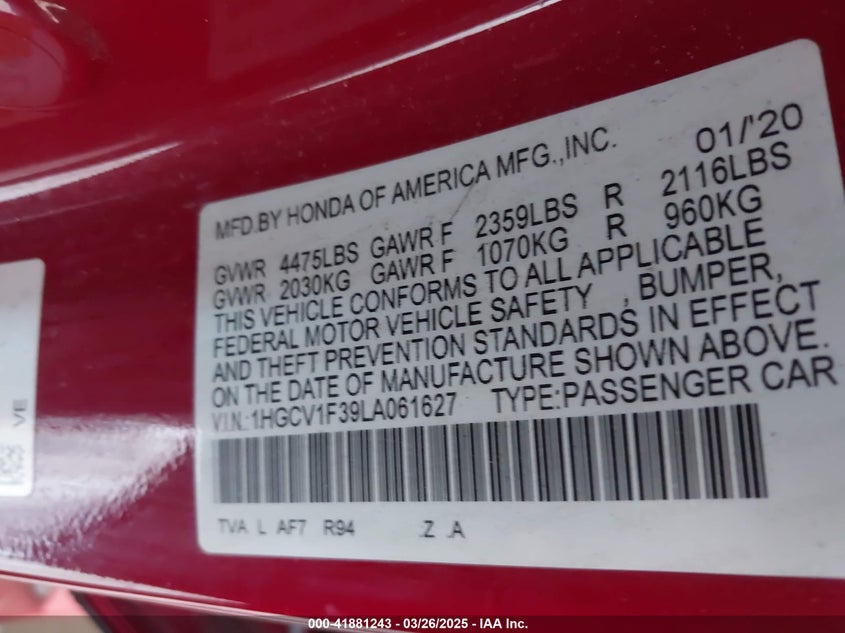 MFD.BY HONDA OF AMERICA MFG.,INC. 01/'20
GVWR 4475LBS GAWR F 2359LBS R 2116LBS
GVWR 2030KG GAWR F 1070KG R 960KG
THIS VEHICLE CONFORMS TO ALL APPLICABLE
FEDERAL MOTOR VEHICLE SAFETY , BUMPER,
AND THEFT PREVENTION STANDARDS IN EFFECT
ON THE DATE OF MANUFACTURE SHOWN ABOVE.
V.I.N.:1HGCV1F39LA061627 TYPE:PASSENGER CAR
TVA L AF7 R94 .Z .A
VE
000-41881243 - 03/26/2025 - IAA Inc.